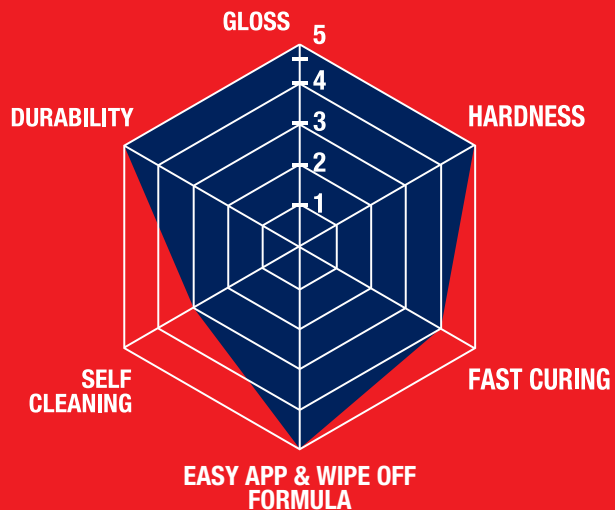 GLOSS
5
4
3
2
1
DURABILITY
HARDNESS
SELF
CLEANING
FAST CURING
EASY APP & WIPE OFF
FORMULA